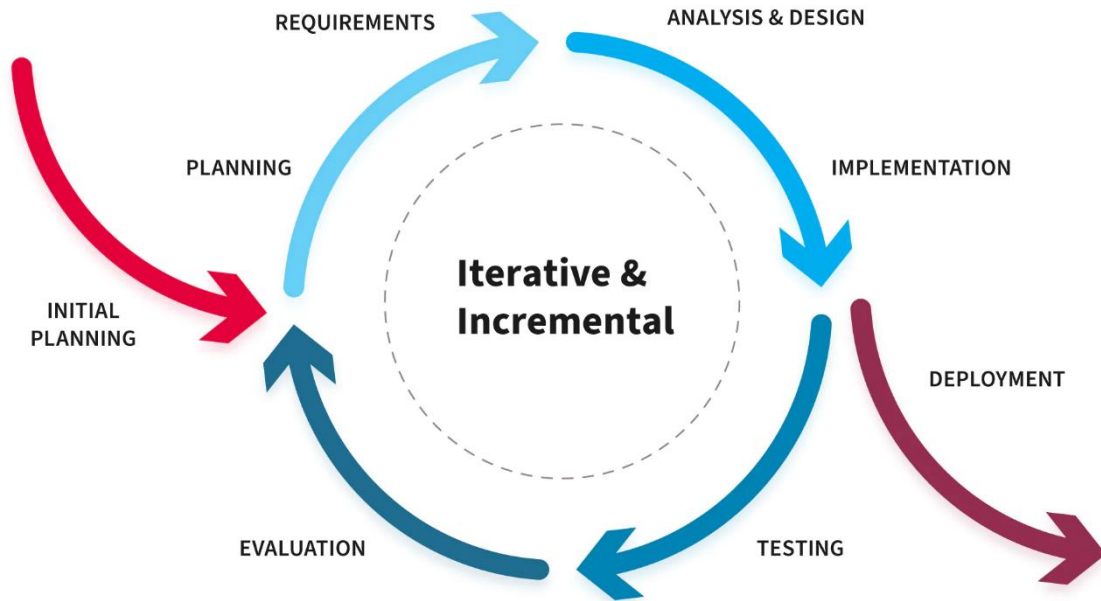 REQUIREMENTS
ANALYSIS & DESIGN
PLANNING
IMPLEMENTATION
Iterative &
Incremental
INITIAL
PLANNING
DEPLOYMENT
EVALUATION
TESTING